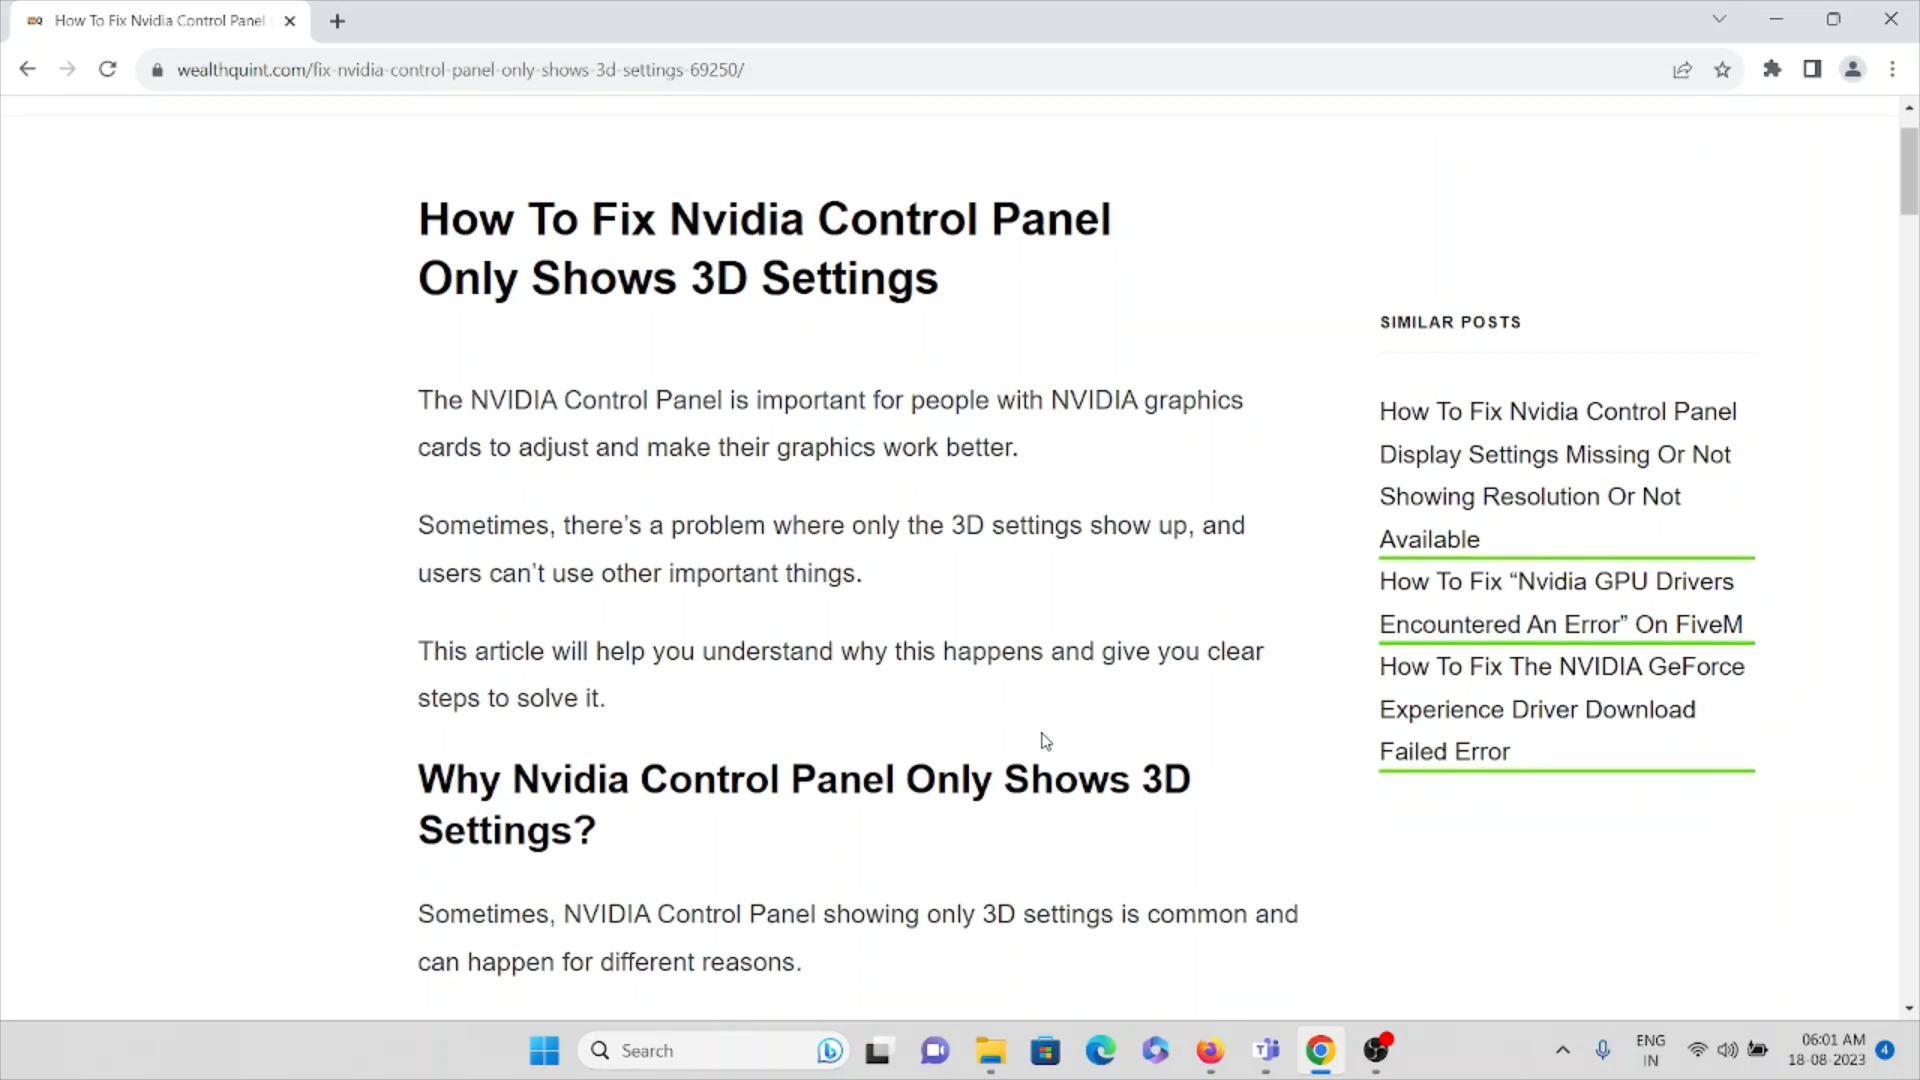 How To Fix Nvidia Control Panel
wealthquint.com/fix-nvidia-control-panel-only-shows-3d-settings-69250/
How To Fix Nvidia Control Panel
Only Shows 3D Settings
The NVIDIA Control Panel is important for people with NVIDIA graphics
cards to adjust and make their graphics work better.
Sometimes, there’s a problem where only the 3D settings show up, and
users can’t use other important things.
This article will help you understand why this happens and give you clear
steps to solve it.
Why Nvidia Control Panel Only Shows 3D
Settings?
Sometimes, NVIDIA Control Panel showing only 3D settings is common and
can happen for different reasons.
SIMILAR POSTS
How To Fix Nvidia Control Panel
Display Settings Missing Or Not
Showing Resolution Or Not
Available
How To Fix “Nvidia GPU Drivers
Encountered An Error” On FiveM
How To Fix The NVIDIA GeForce
Experience Driver Download
Failed Error
Search
ENG
IN
06:01 AM
18-08-2023
4